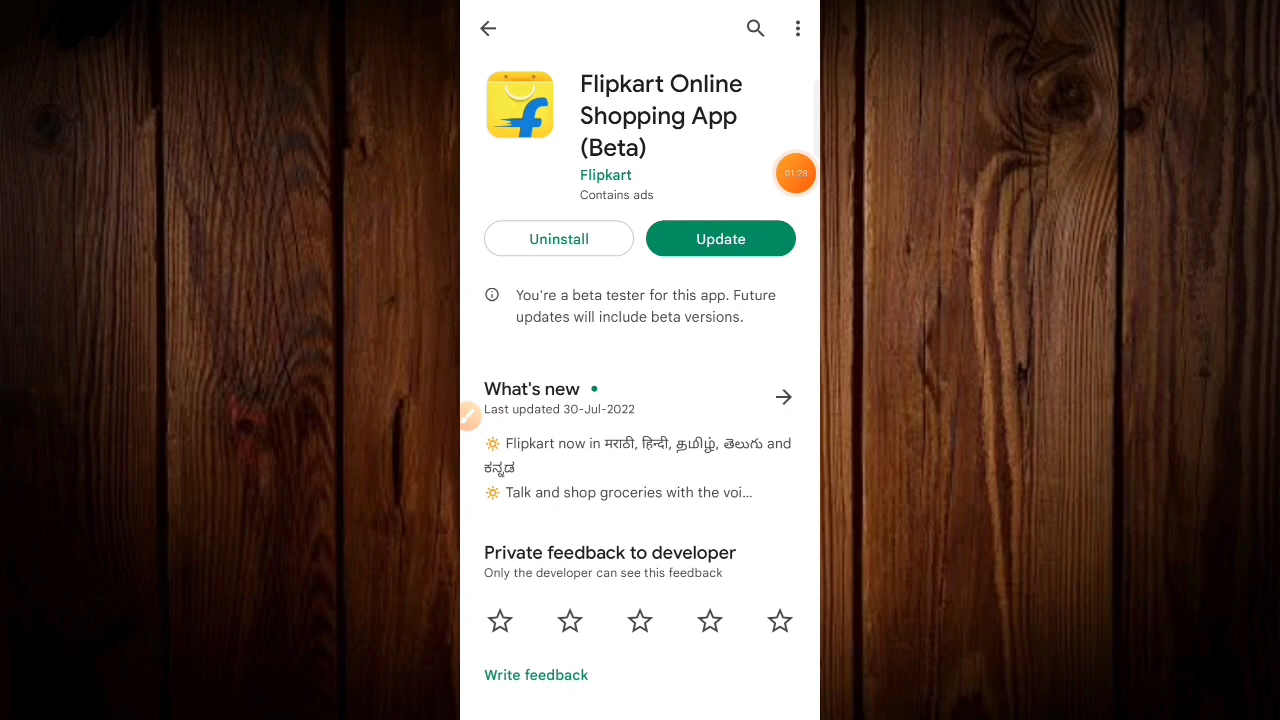 Flipkart Online
Shopping App
(Beta)
Flipkart
01:28
Contains ads
Uninstall
Update
You're a beta tester for this app. Future
updates will include beta versions.
What's new
Last updated 30-Jul-2022
Flipkart now in मराठी, हिन्दी, தமிழ், తెలుగు and
ಕನ್ನಡ
Talk and shop groceries with the voi...
Private feedback to developer
Only the developer can see this feedback
Write feedback